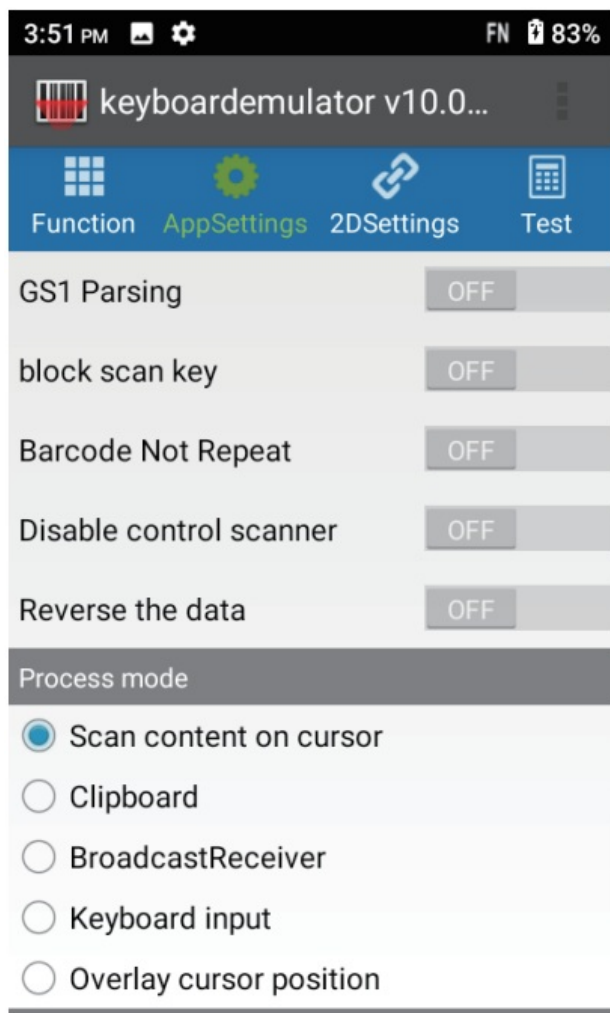 3:51 PM FN 83%
keyboardemulator v10.0...
Function AppSettings 2DSettings Test
GS1 Parsing OFF
block scan key OFF
Barcode Not Repeat OFF
Disable control scanner OFF
Reverse the data OFF
Process mode
Scan content on cursor
Clipboard
BroadcastReceiver
Keyboard input
Overlay cursor position